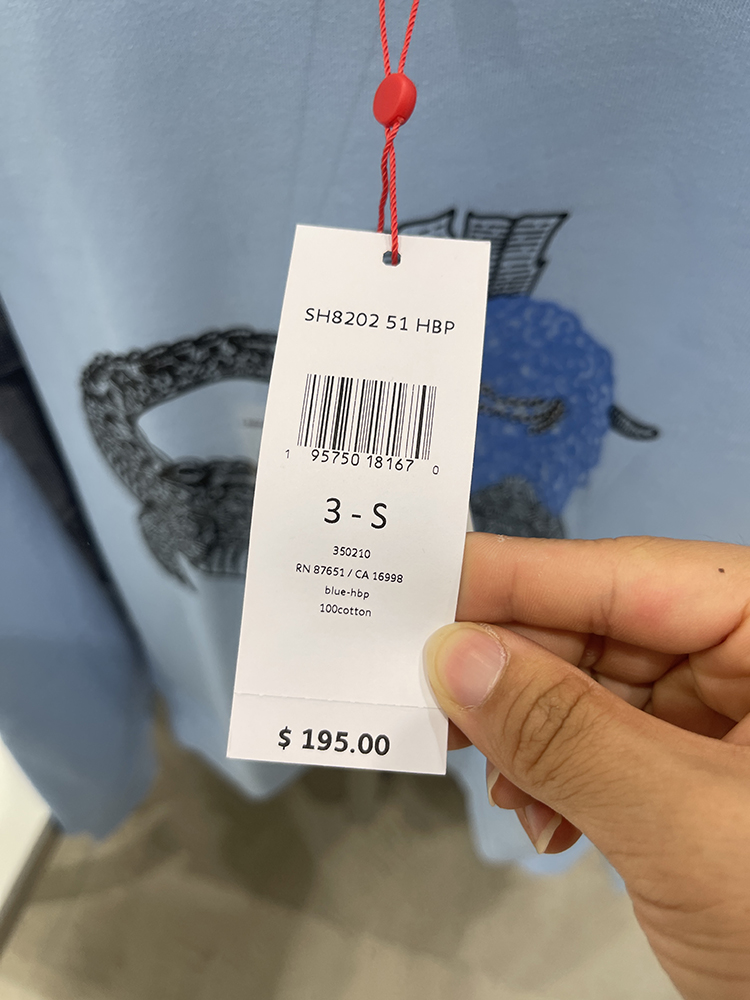 SH8202 51 HBP
1 95750 18167 0
3 - S
350210
RN 87651 / CA 16998
blue-hbp
100cotton
$ 195.00